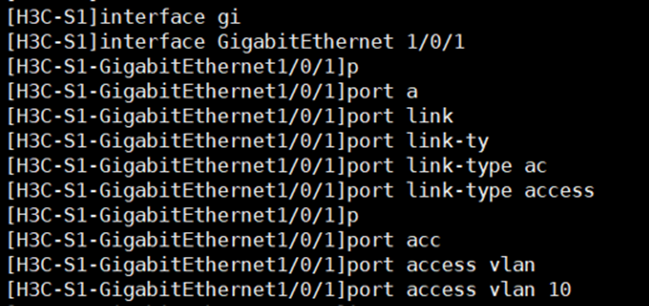 [H3C-S1]interface gi
[H3C-S1]interface GigabitEthernet 1/0/1
[H3C-S1-GigabitEthernet1/0/1]p
[H3C-S1-GigabitEthernet1/0/1]port a
[H3C-S1-GigabitEthernet1/0/1]port link
[H3C-S1-GigabitEthernet1/0/1]port link-ty
[H3C-S1-GigabitEthernet1/0/1]port link-type ac
[H3C-S1-GigabitEthernet1/0/1]port link-type access
[H3C-S1-GigabitEthernet1/0/1]p
[H3C-S1-GigabitEthernet1/0/1]port acc
[H3C-S1-GigabitEthernet1/0/1]port access vlan
[H3C-S1-GigabitEthernet1/0/1]port access vlan 10